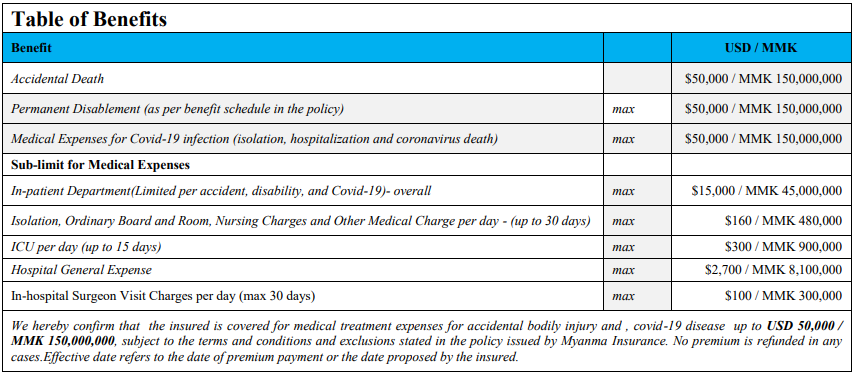 Table of Benefits
Benefit USD / MMK
Accidental Death $50,000 / MMK 150,000,000
Permanent Disablement (as per benefit schedule in the policy) max $50,000 / MMK 150,000,000
Medical Expenses for Covid-19 infection (isolation, hospitalization and coronavirus death) max $50,000 / MMK 150,000,000
Sub-limit for Medical Expenses
In-patient Department(Limited per accident, disability, and Covid-19)- overall max $15,000 / MMK 45,000,000
Isolation, Ordinary Board and Room, Nursing Charges and Other Medical Charge per day - (up to 30 days) max $160 / MMK 480,000
ICU per day (up to 15 days) max $300 / MMK 900,000
Hospital General Expense max $2,700 / MMK 8,100,000
In-hospital Surgeon Visit Charges per day (max 30 days) max $100 / MMK 300,000
We hereby confirm that the insured is covered for medical treatment expenses for accidental bodily injury and , covid-19 disease up to USD 50,000 /
MMK 150,000,000, subject to the terms and conditions and exclusions stated in the policy issued by Myanma Insurance. No premium is refunded in any
cases.Effective date refers to the date of premium payment or the date proposed by the insured.